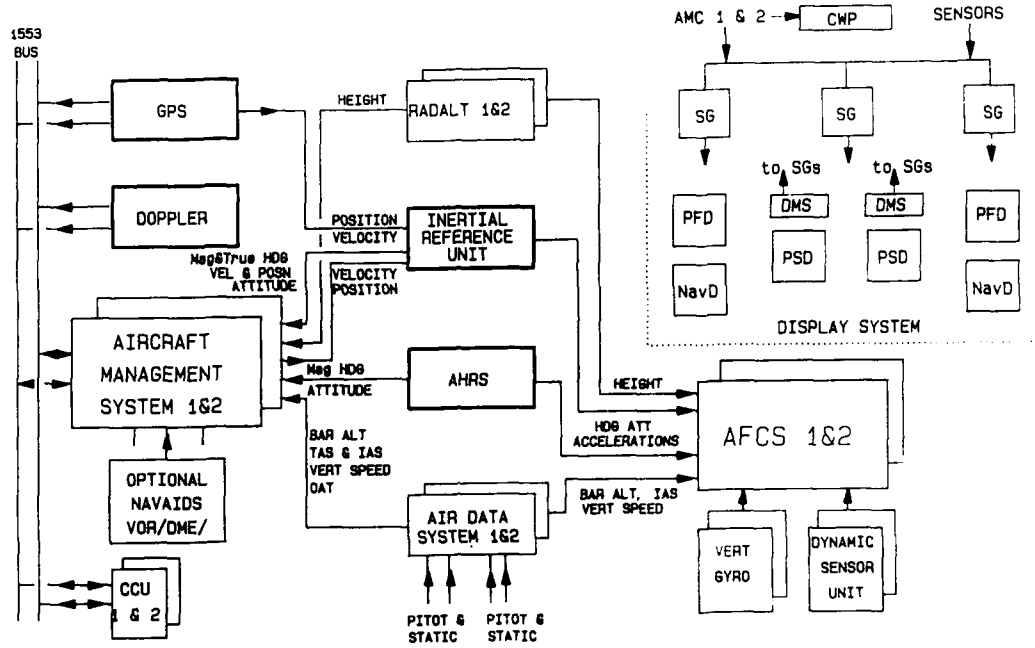 1553
BUS
AMC 1 & 2
CWP
SENSORS
GPS
HEIGHT
RADALT 1&2
SG
SG
SG
to SGs
to SGs
DMS
DMS
PFD
PFD
PSD
PSD
NavD
NavD
DISPLAY SYSTEM
DOPPLER
POSITION
VELOCITY
INERTIAL
REFERENCE
UNIT
Mag&True HDG
VEL & POSN
ATTITUDE
VELOCITY
POSITION
AIRCRAFT
MANAGEMENT
SYSTEM 1&2
Mag HDG
ATTITUDE
AHRS
HEIGHT
HDG ATT
ACCELERATIONS
AFCS 1&2
BAR ALT
TAS & IAS
VERT SPEED
OAT
BAR ALT, IAS
VERT SPEED
OPTIONAL
NAVAIDS
VOR/DME/
AIR DATA
SYSTEM 1&2
VERT
GYRO
DYNAMIC
SENSOR
UNIT
CCU
1 & 2
PITOT &
STATIC
PITOT &
STATIC